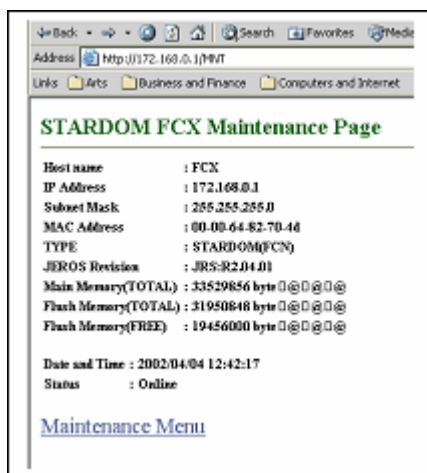 Back Search Favorites Media
Address http://172.168.0.1/MNT
Links Arts Business and Finance Computers and Internet
STARDOM FCX Maintenance Page
Host name : FCX
IP Address : 172.168.0.1
Subnet Mask : 255.255.255.0
MAC Address : 00-00-64-82-70-4d
TYPE : STARDOM(FCN)
JEROS Revision : JRS:R2.04.01
Main Memory(TOTAL) : 33529856 byte □@□@□@
Flash Memory(TOTAL) : 31950848 byte □@□@□@
Flash Memory(FREE) : 19456000 byte □@□@□@
Date and Time : 2002/04/04 12:42:17
Status : Online
Maintenance Menu